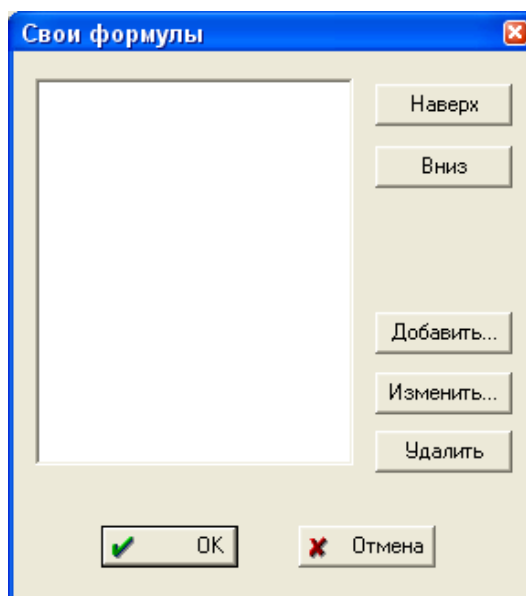 Свои формулы
Наверх
Вниз
Добавить...
Изменить...
Удалить
OK
Отмена